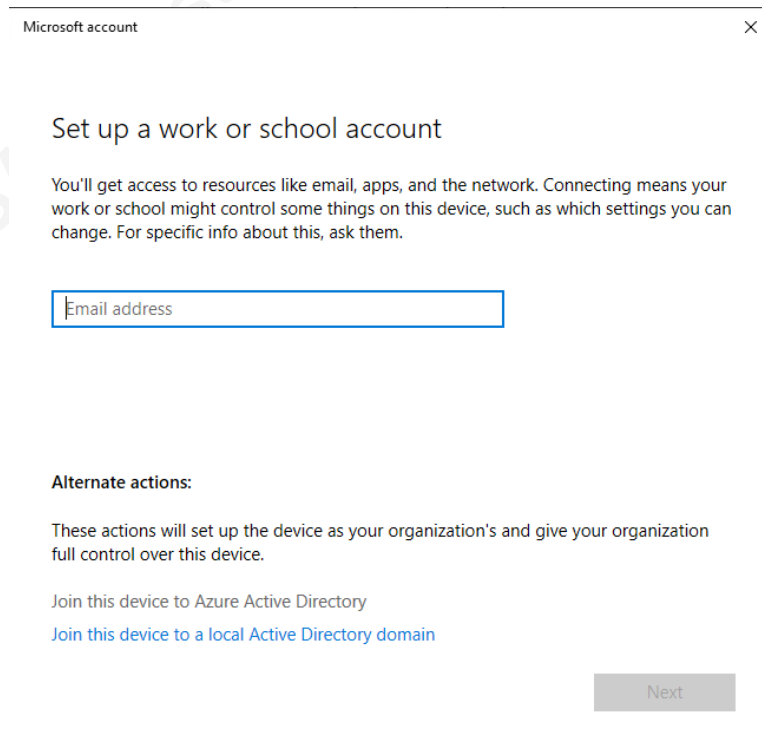 Microsoft account
Set up a work or school account
You'll get access to resources like email, apps, and the network. Connecting means your
work or school might control some things on this device, such as which settings you can
change. For specific info about this, ask them.
Email address
Alternate actions:
These actions will set up the device as your organization's and give your organization
full control over this device.
Join this device to Azure Active Directory
Join this device to a local Active Directory domain
Next